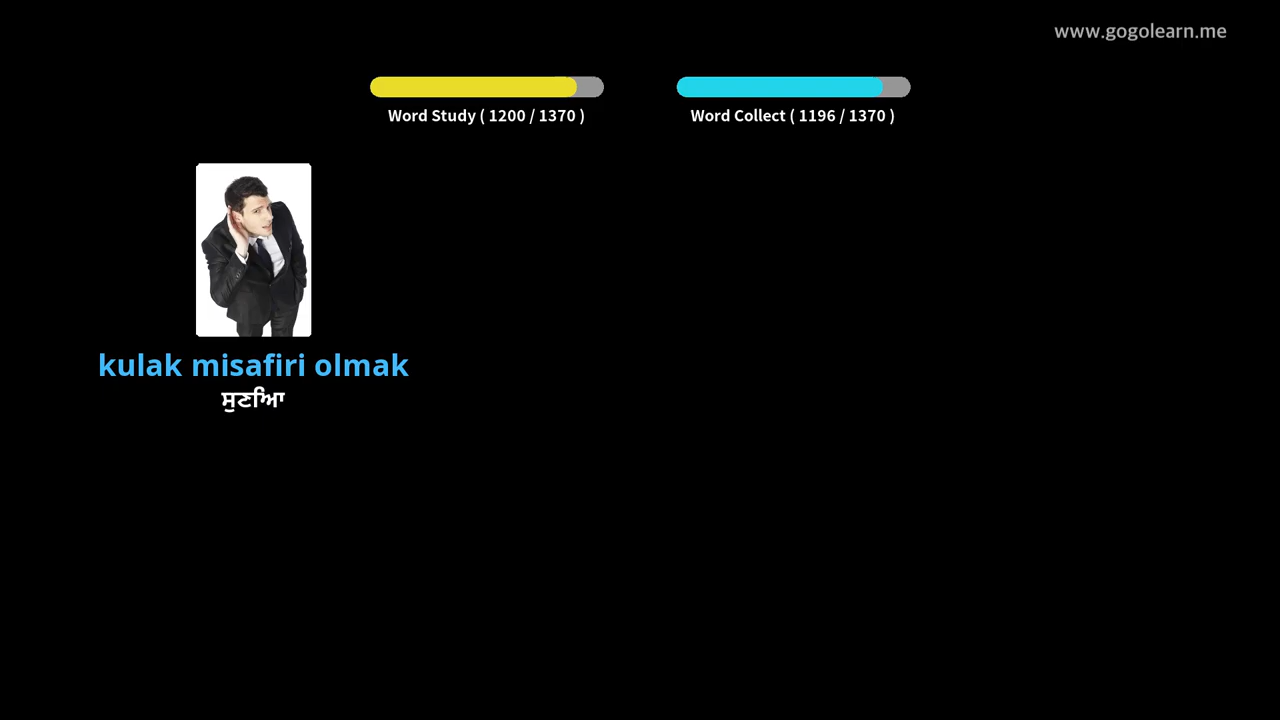 www.gogolearn.me
Word Study ( 1200 / 1370 )
Word Collect ( 1196 / 1370 )
kulak misafiri olmak
ਸੁਣਿਆ